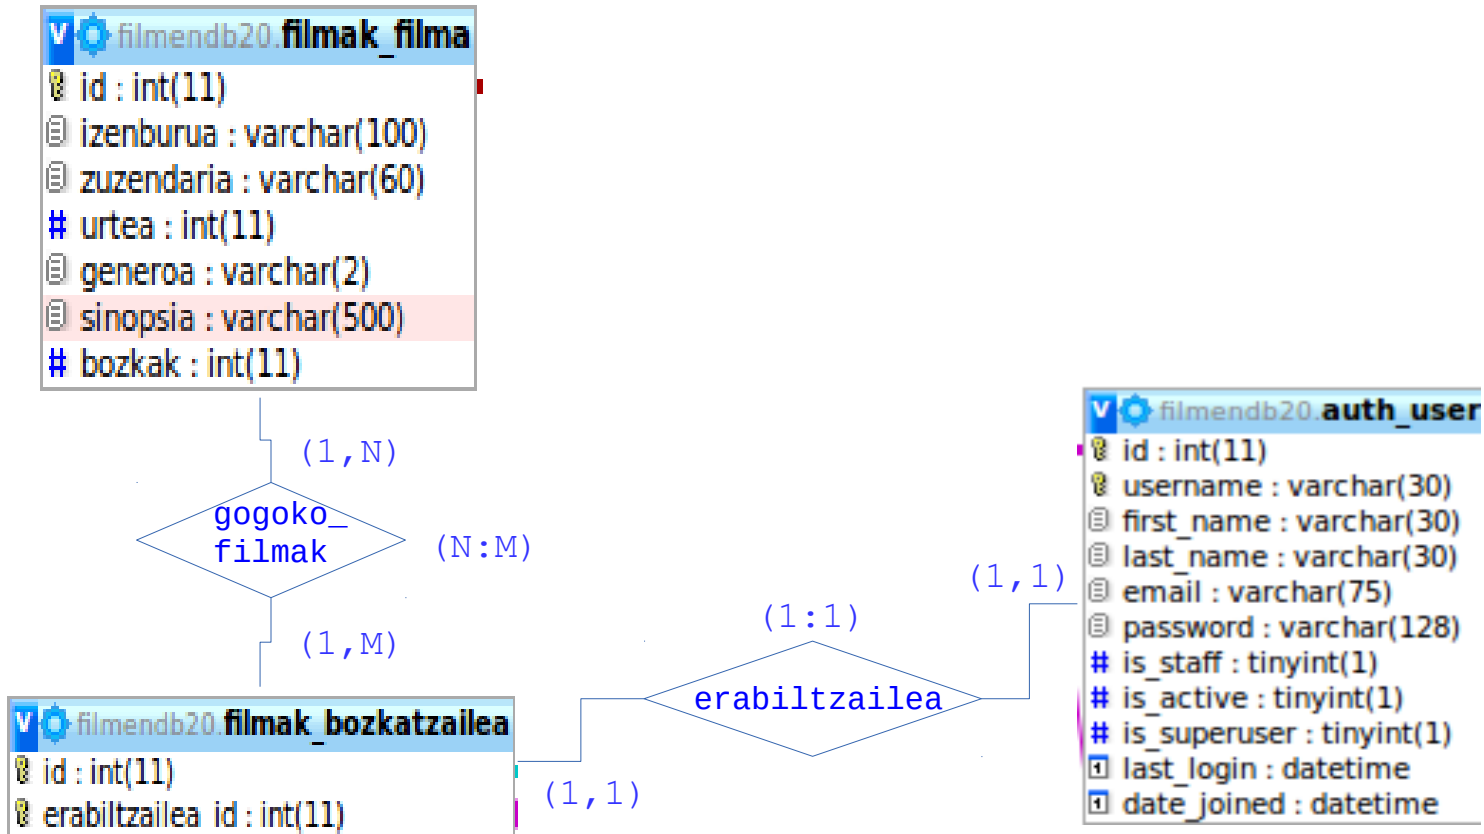 filmendb20.filmak_filma
id : int(11)
izenburua : varchar(100)
zuzendaria : varchar(60)
# urtea : int(11)
generoa : varchar(2)
sinopsia : varchar(500)
# bozkak : int(11)
(1,N)
gogoko_
filmak
(N:M)
(1,M)
filmendb20.filmak_bozkatzailea
id : int(11)
erabiltzailea_id : int(11)
(1,1)
(1:1)
erabiltzailea
(1,1)
filmendb20.auth_user
id : int(11)
username : varchar(30)
first_name : varchar(30)
last_name : varchar(30)
email : varchar(75)
password : varchar(128)
# is_staff : tinyint(1)
# is_active : tinyint(1)
# is_superuser : tinyint(1)
last_login : datetime
date_joined : datetime